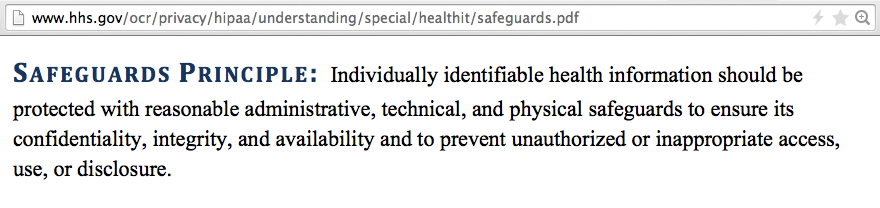 www.hhs.gov/ocr/privacy/hipaa/understanding/special/healthit/safeguards.pdf
SAFEGUARDS PRINCIPLE: Individually identifiable health information should be
protected with reasonable administrative, technical, and physical safeguards to ensure its
confidentiality, integrity, and availability and to prevent unauthorized or inappropriate access,
use, or disclosure.